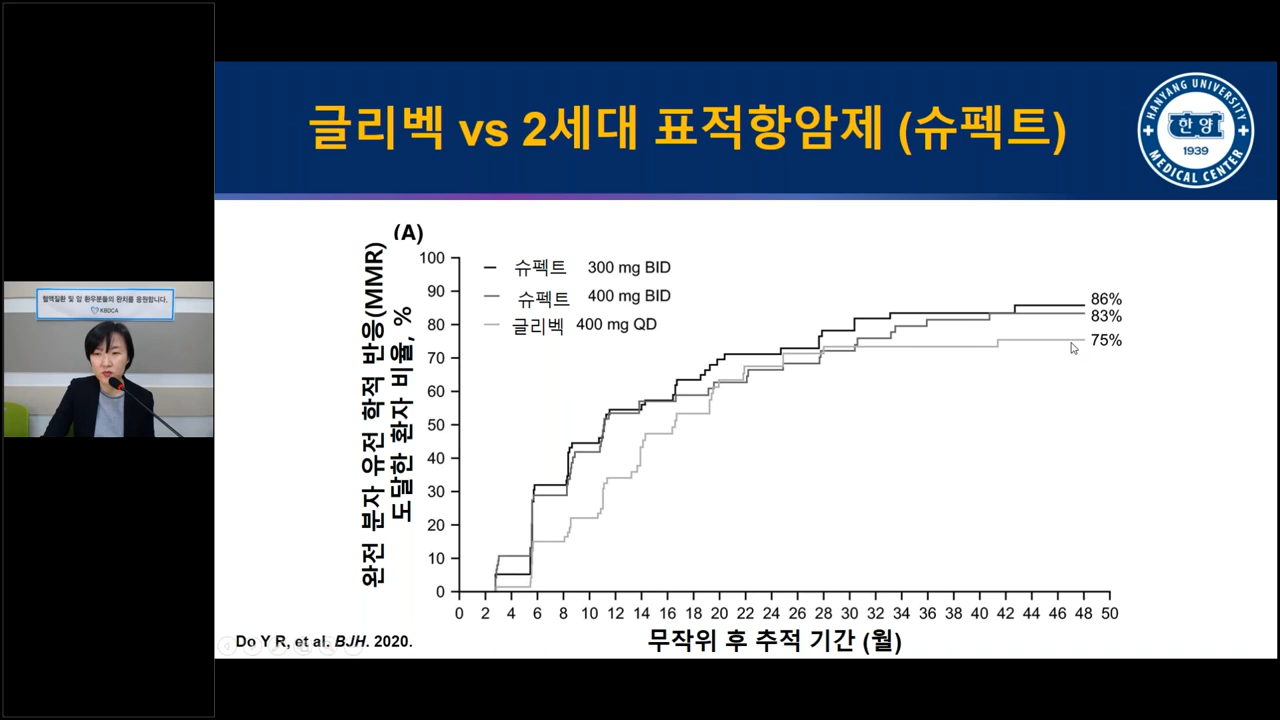 글리벡 vs 2세대 표적항암제 (슈펙트)
HANYANG UNIVERSITY
한양
1939
MEDICAL CENTER
혈액질환 및 암 환우분들의 완치를 응원합니다.
KBDCA
(A)
완전 분자 유전 학적 반응(MMR)
도달한 환자 비율, %
100
90
80
70
60
50
40
30
20
10
0
슈펙트 300 mg BID
슈펙트 400 mg BID
글리벡 400 mg QD
86%
83%
75%
0 2 4 6 8 10 12 14 16 18 20 22 24 26 28 30 32 34 36 38 40 42 44 46 48 50
무작위 후 추적 기간 (월)
Do Y R, et al. BJH. 2020.